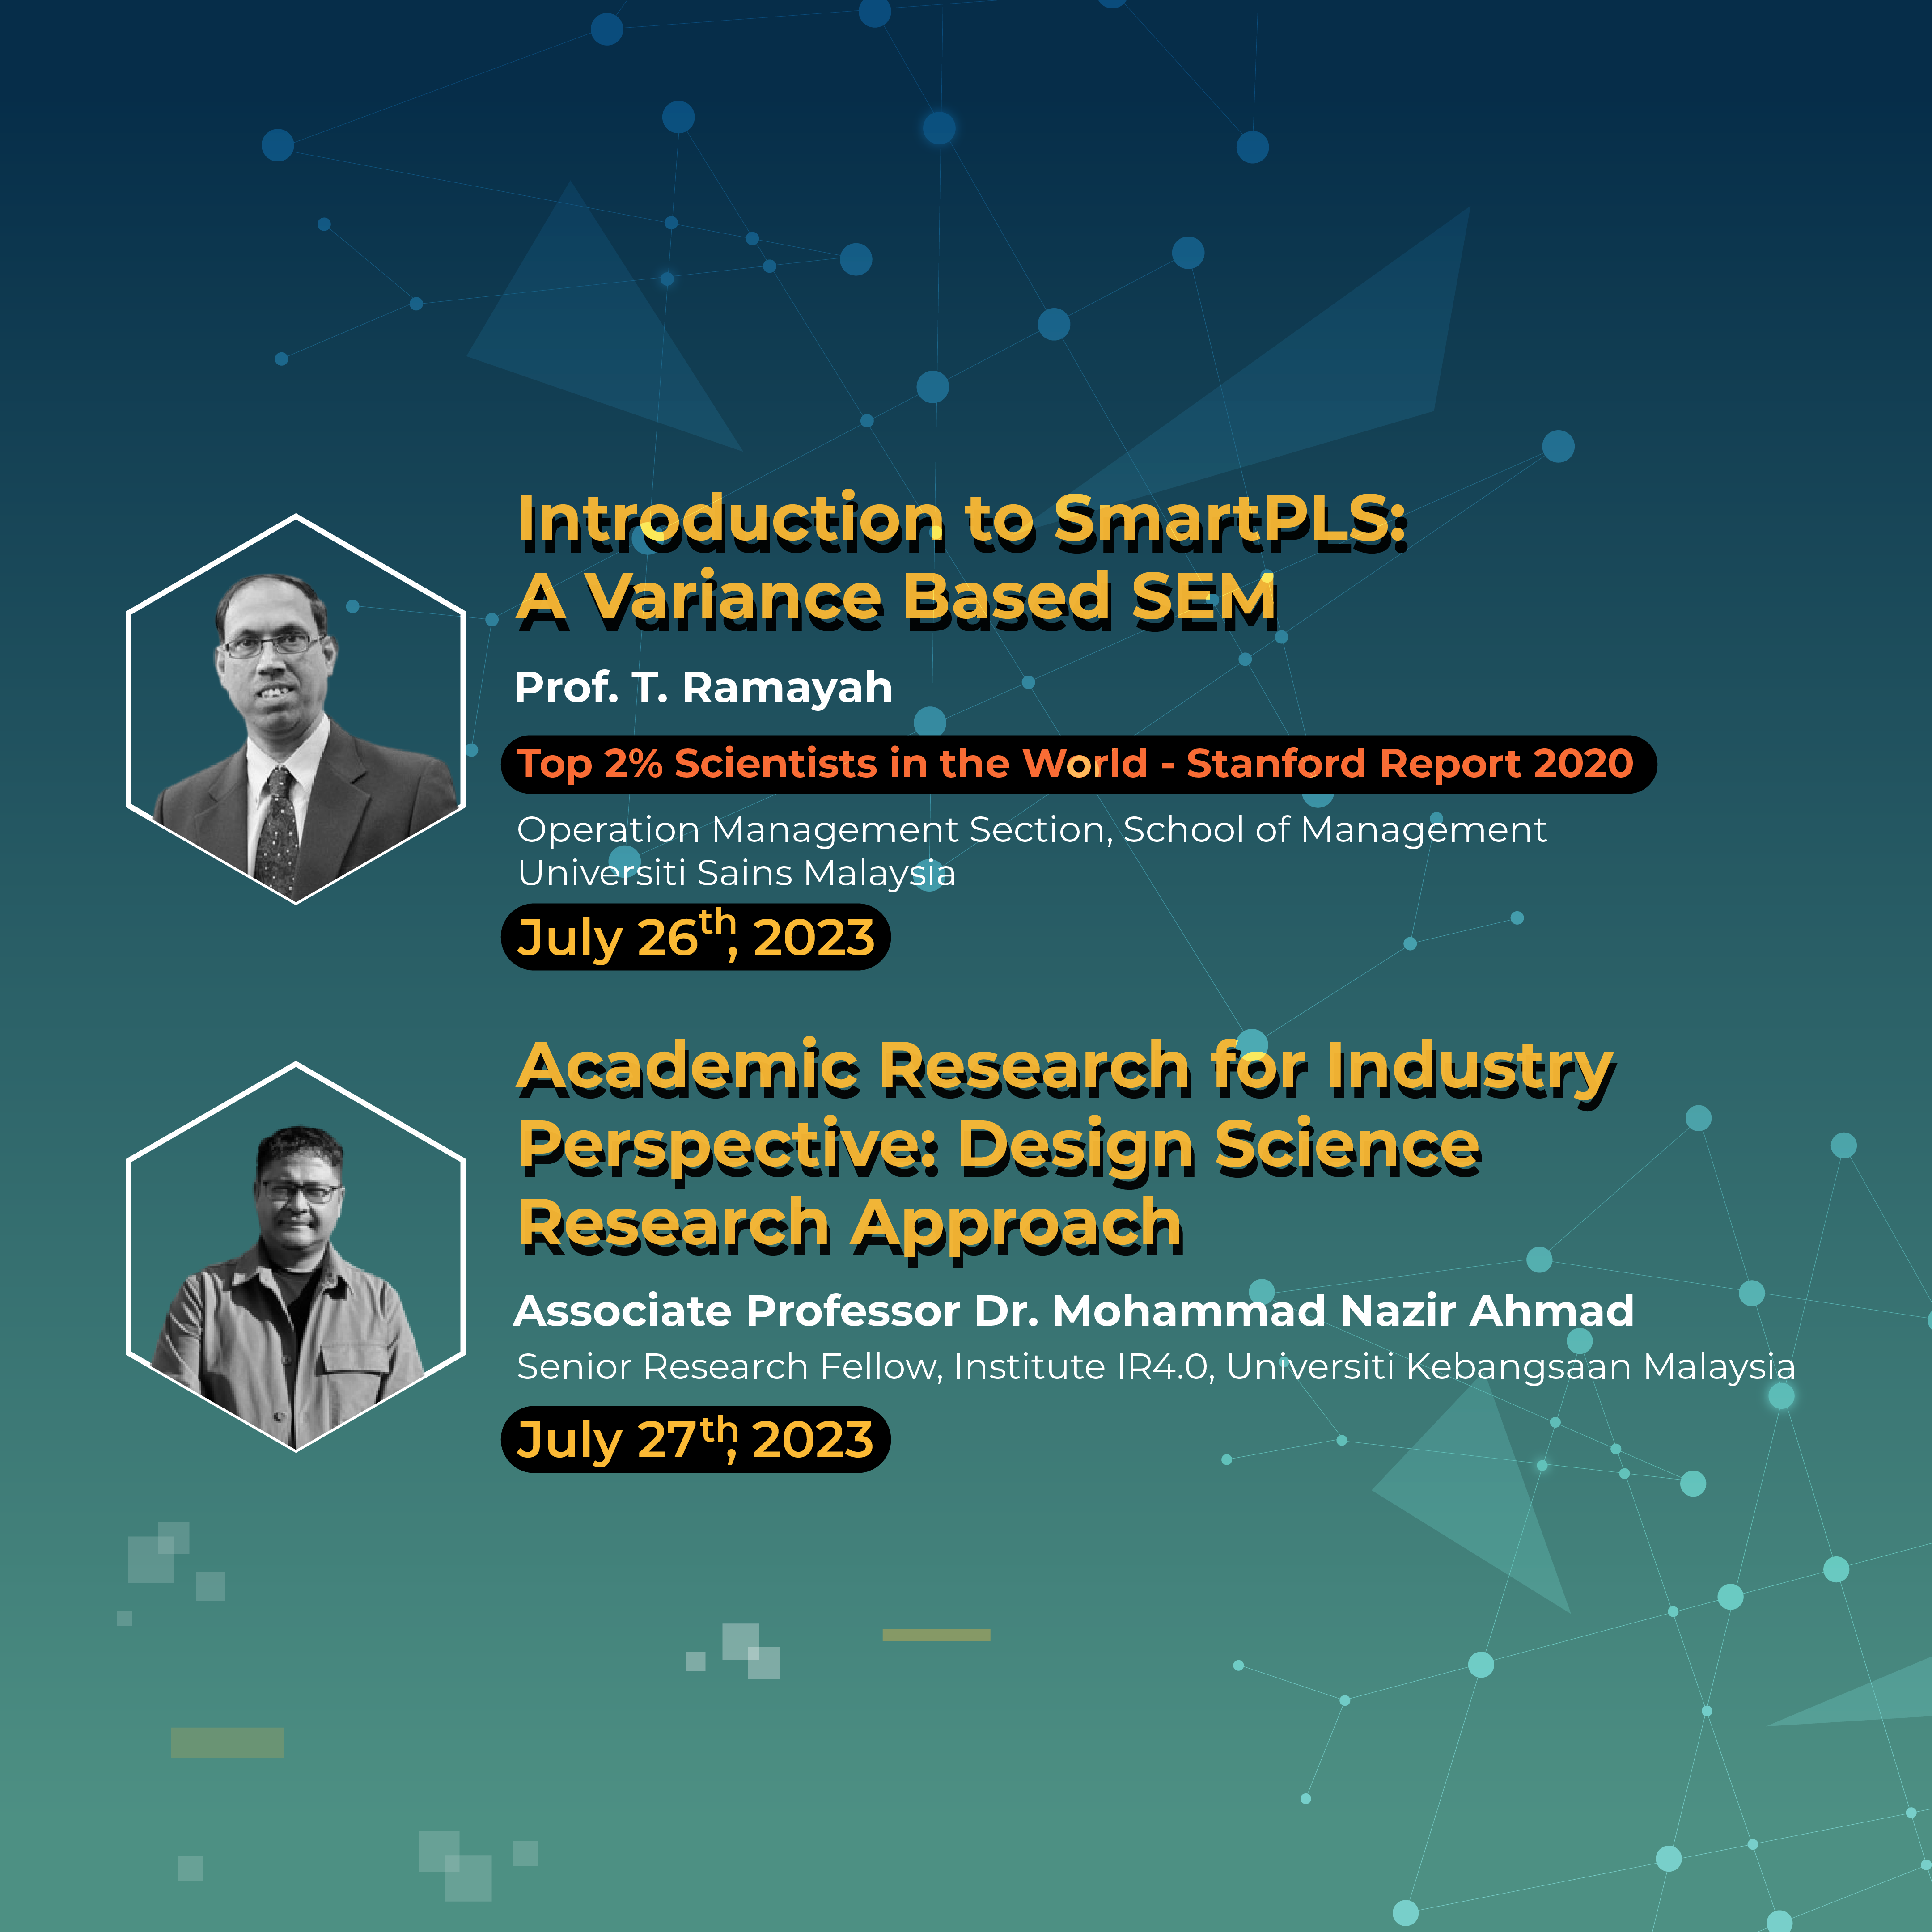 Introduction to SmartPLS:
A Variance Based SEM
Prof. T. Ramayah
Top 2% Scientists in the World - Stanford Report 2020
Operation Management Section, School of Management
Universiti Sains Malaysia
July 26th, 2023
Academic Research for Industry
Perspective: Design Science
Research Approach
Associate Professor Dr. Mohammad Nazir Ahmad
Senior Research Fellow, Institute IR4.0, Universiti Kebangsaan Malaysia
July 27th, 2023